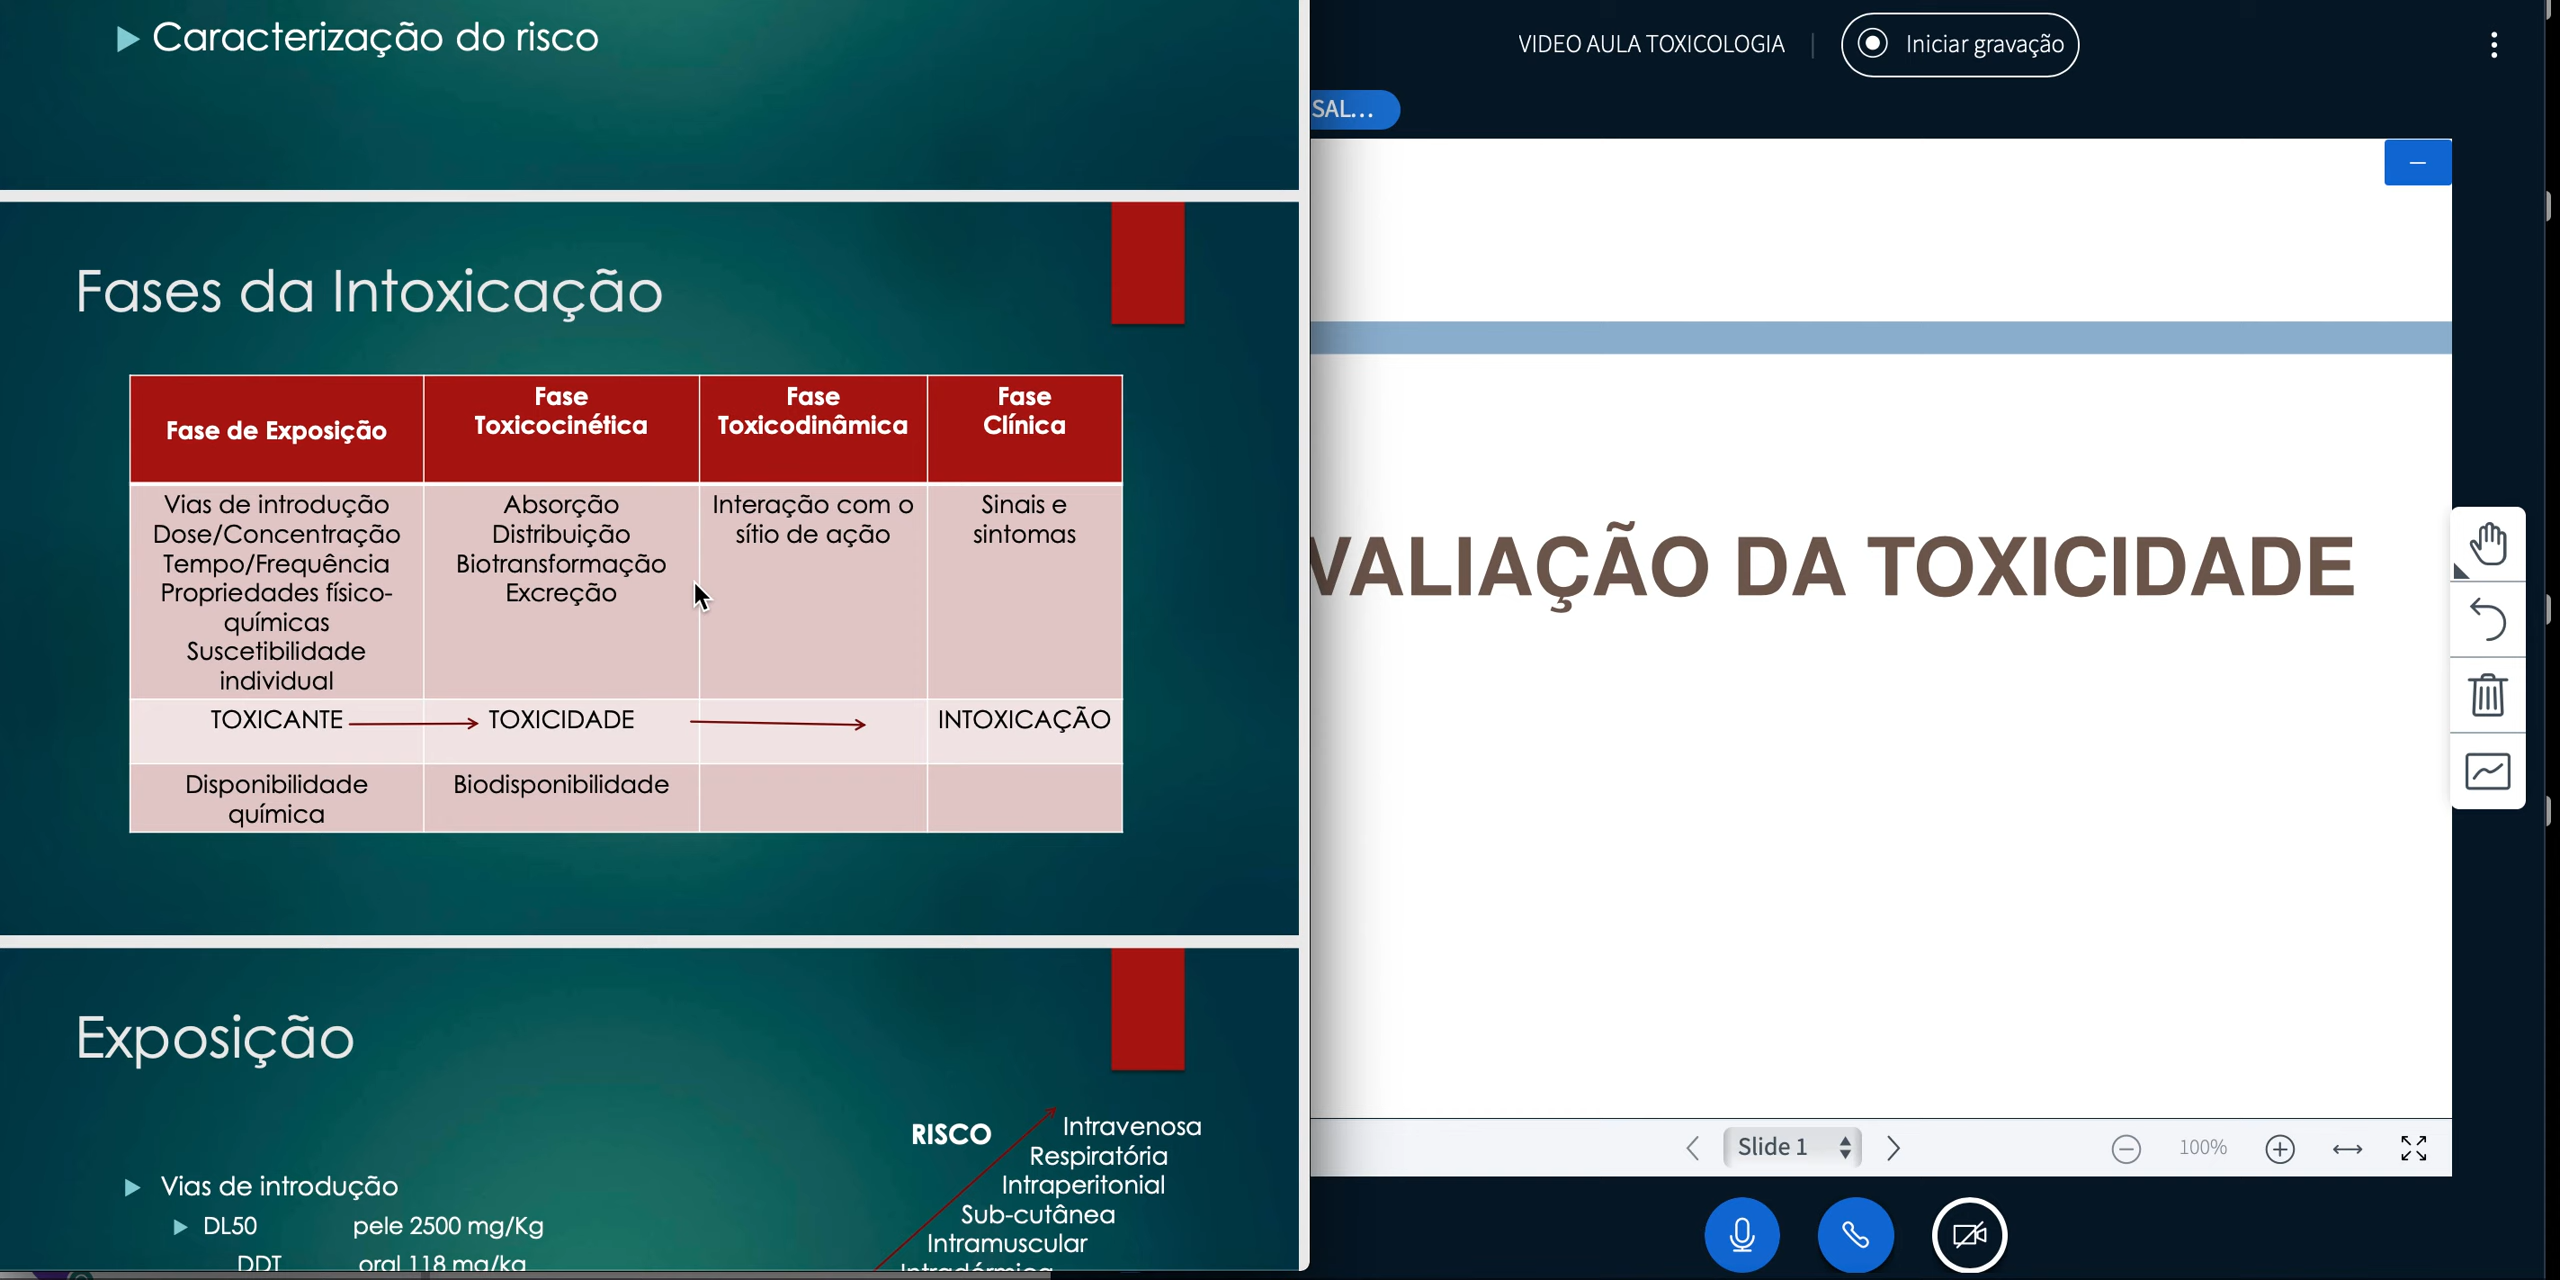 Caracterização do risco
Fases da Intoxicação
Fase de Exposição
Fase
Toxicocinética
Fase
Toxicodinâmica
Fase
Clínica
Vias de introdução
Dose/Concentração
Tempo/Frequência
Propriedades físico-
químicas
Suscetibilidade
individual
Absorção
Distribuição
Biotransformação
Excreção
Interação com o
sítio de ação
Sinais e
sintomas
TOXICANTE
TOXICIDADE
INTOXICAÇÃO
Disponibilidade
química
Biodisponibilidade
Exposição
Vias de introdução
DL50 pele 2500 mg/Kg
DDT oral 118 mg/kg
RISCO
Intravenosa
Respiratória
Intraperitonial
Sub-cutânea
Intramuscular
VIDEO AULA TOXICOLOGIA
Iniciar gravação
SAL...
VALIAÇÃO DA TOXICIDADE
Slide 1
100%